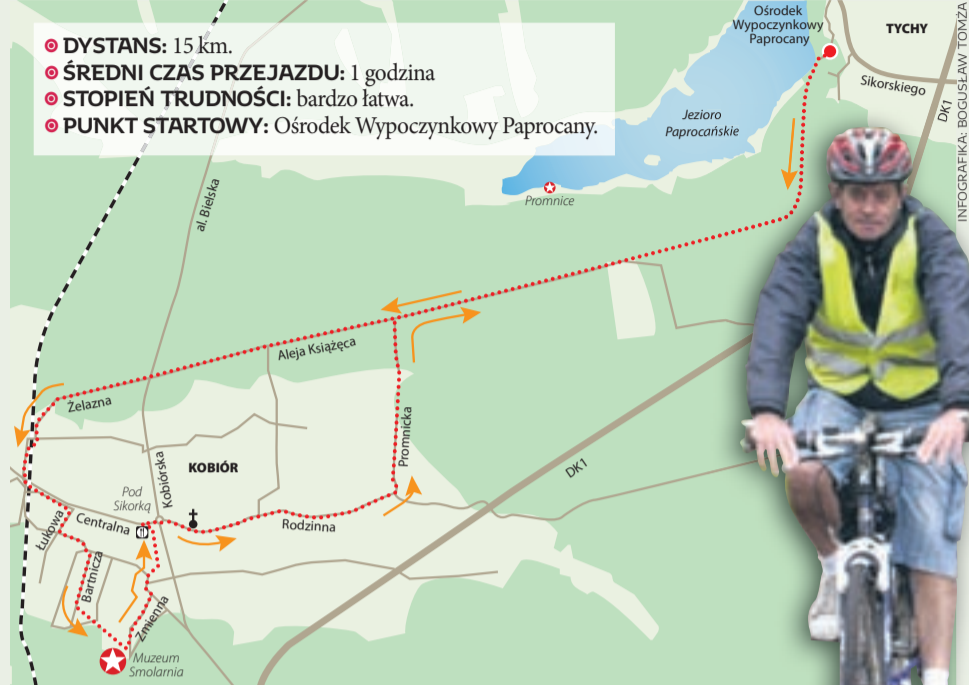 DYSTANS: 15 km.
ŚREDNI CZAS PRZEJAZDU: 1 godzina
STOPIEŃ TRUDNOŚCI: bardzo łatwa.
PUNKT STARTOWY: Ośrodek Wypoczynkowy Paprocany.
Ośrodek
Wypoczynkowy
Paprocany
TYCHY
Sikorskiego
DK1
INFOGRAFIKA: BOGUSŁAW TOMZA
Jezioro
Paprocańskie
Promnice
al. Bielska
Aleja Książęca
Żelazna
Promnicka
DK1
KOBIÓR
Kobiórska
Pod
Sikorką
Centralna
Rodzinna
Łukowa
Bartnicza
Zmienna
Muzeum
Smolarnia